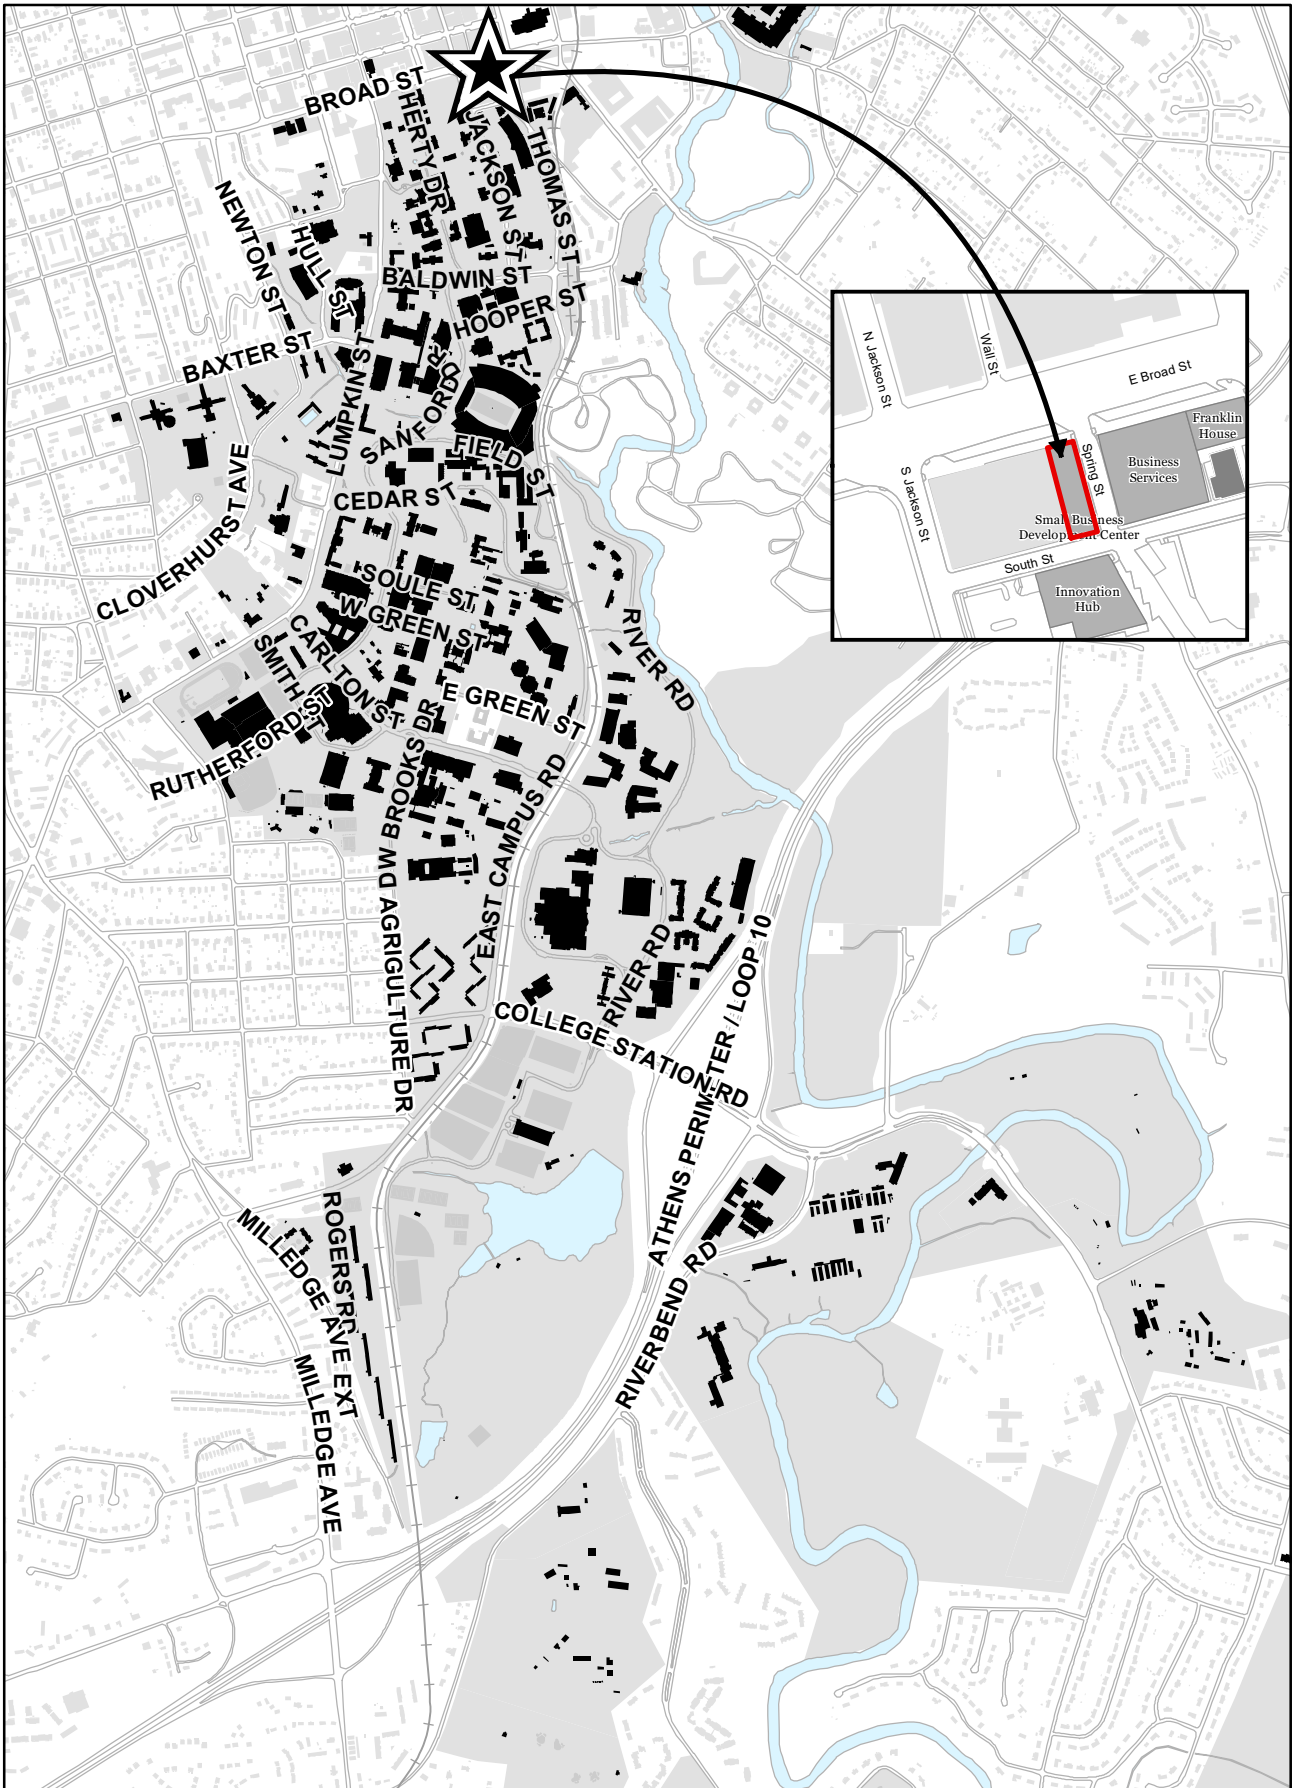 BROAD ST
HERTY DR
JACKSON ST
THOMAS ST
NEWTON ST
HULL ST
BALDWIN ST
HOOPER ST
BAXTER ST
LUMPKIN ST
SANFORD DR
FIELD ST
CEDAR ST
CLOVERHURST AVE
SOULE ST
W GREEN ST
CARLTON ST
SMITH ST
RUTHERFORD ST
E GREEN ST
RIVER RD
DW BROOKS DR
EAST CAMPUS RD
AGRIGULTURE DR
RIVER RD
COLLEGE STATION RD
ATHENS PERIMETER / LOOP 10
RIVERBEND RD
ROGERS RD
MILLEDGE AVE EXT
MILLEDGE AVE
N Jackson St
Wall St
E Broad St
Franklin
House
Spring St
Business
Services
S Jackson St
Small Business
Development Center
South St
Innovation
Hub